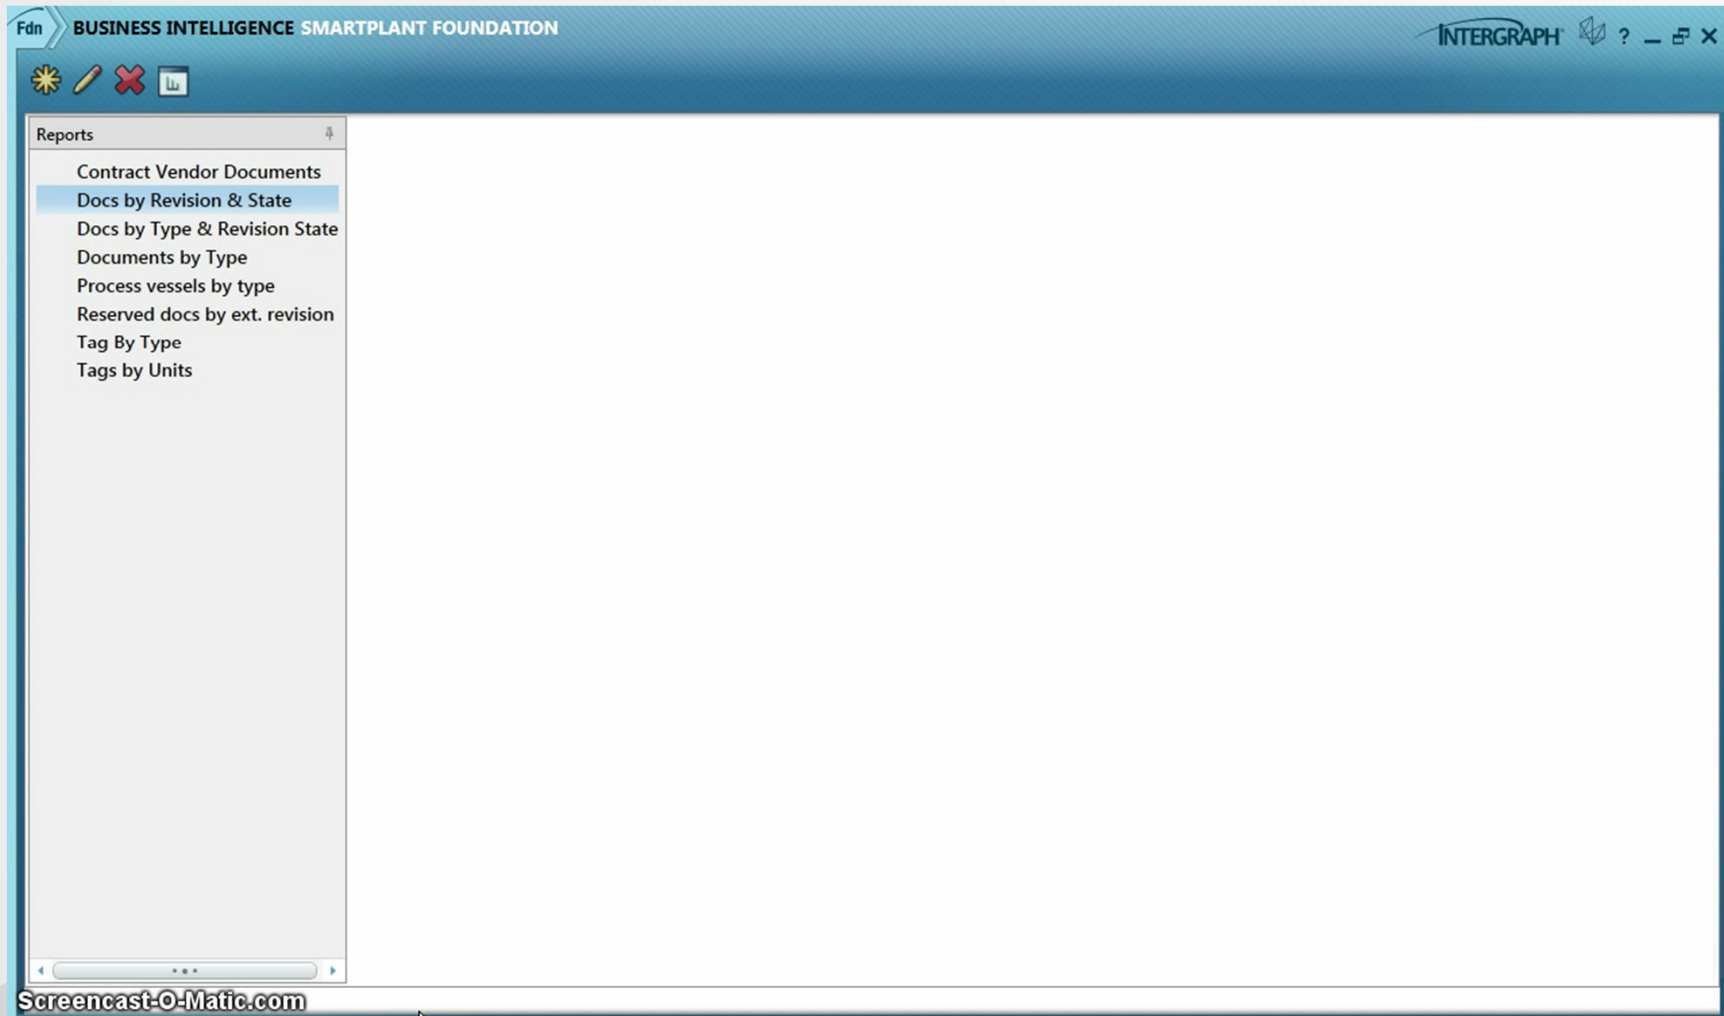 Fdn BUSINESS INTELLIGENCE SMARTPLANT FOUNDATION
INTERGRAPH ?
Reports
Contract Vendor Documents
Docs by Revision & State
Docs by Type & Revision State
Documents by Type
Process vessels by type
Reserved docs by ext. revision
Tag By Type
Tags by Units
Screencast-O-Matic.com